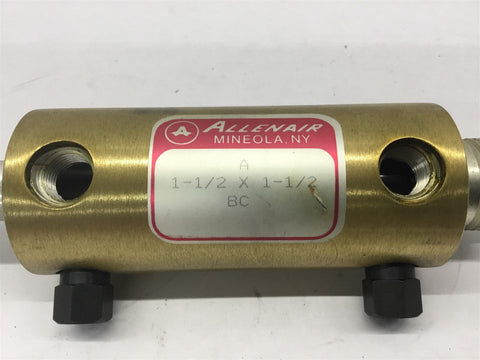 A ALLENAIR
MINEOLA, NY
A
1-1/2 X 1-1/2
BC